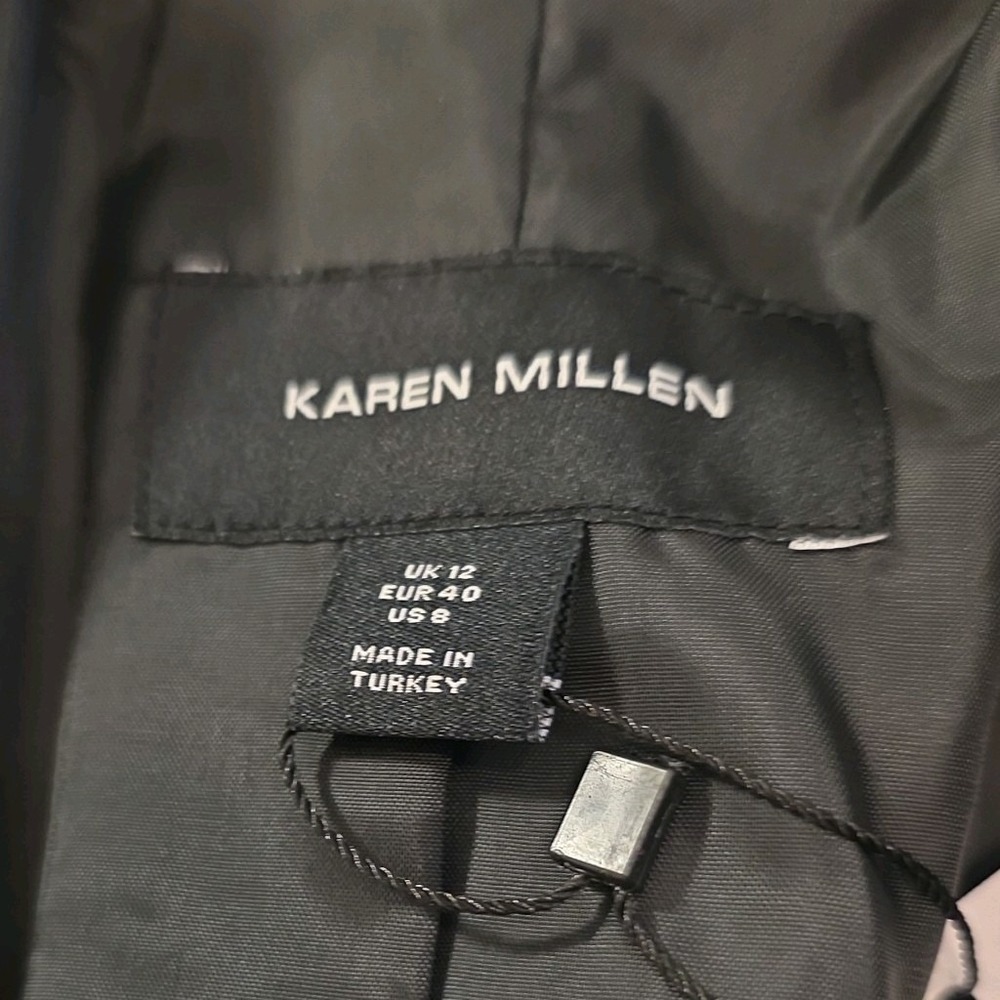 KAREN MILLEN
UK 12
EUR 40
US 8
MADE IN
TURKEY